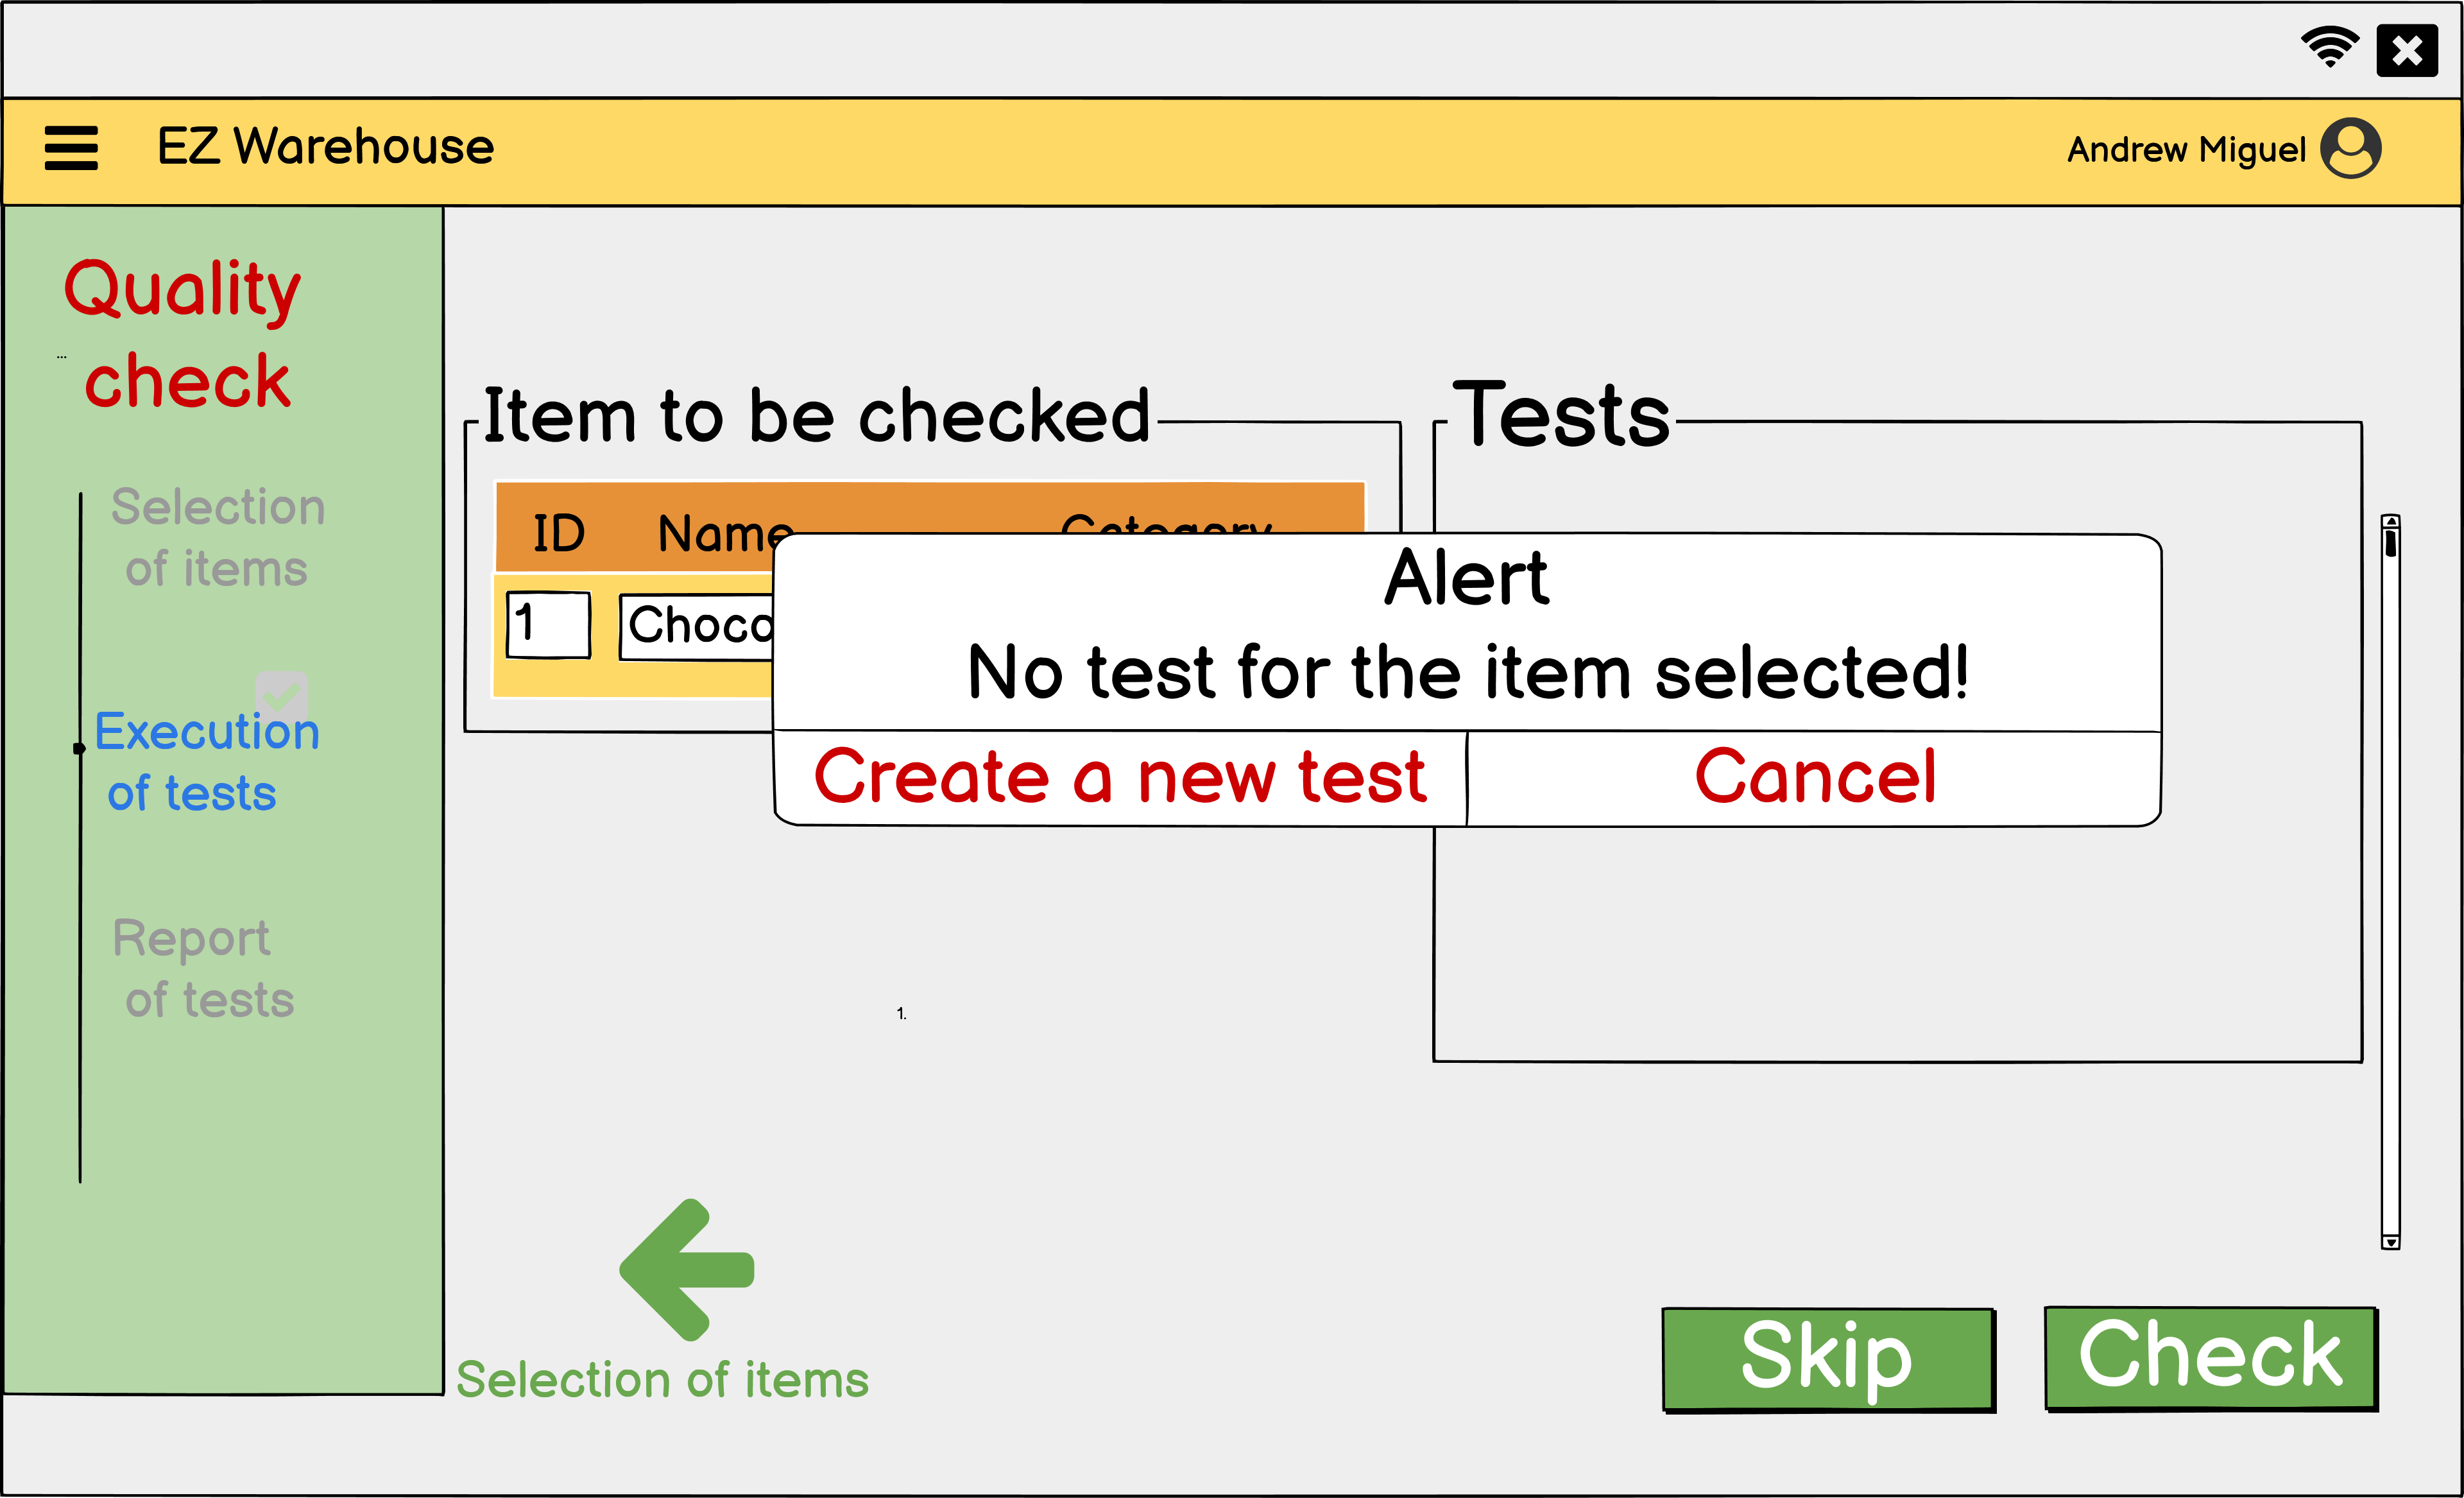 EZ Warehouse
Andrew Miguel
Quality
...
check
Selection
of items
Execution
of tests
Report
of tests
Item to be checked
ID Name Category
1 Choco
Tests
Alert
No test for the item selected!
Create a new test
Cancel
1.
Selection of items
Skip
Check